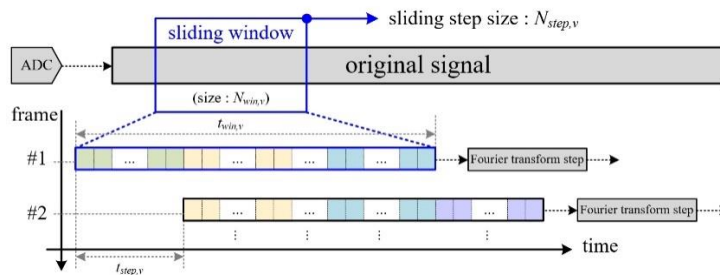 sliding step size : N_step,v
sliding window
ADC
original signal
(size : N_win,v)
frame
t_win,v
#1
... ... ... ...
Fourier transform step
#2
... ... ... ...
Fourier transform step
⋮ ⋮ ⋮
time
t_step,v